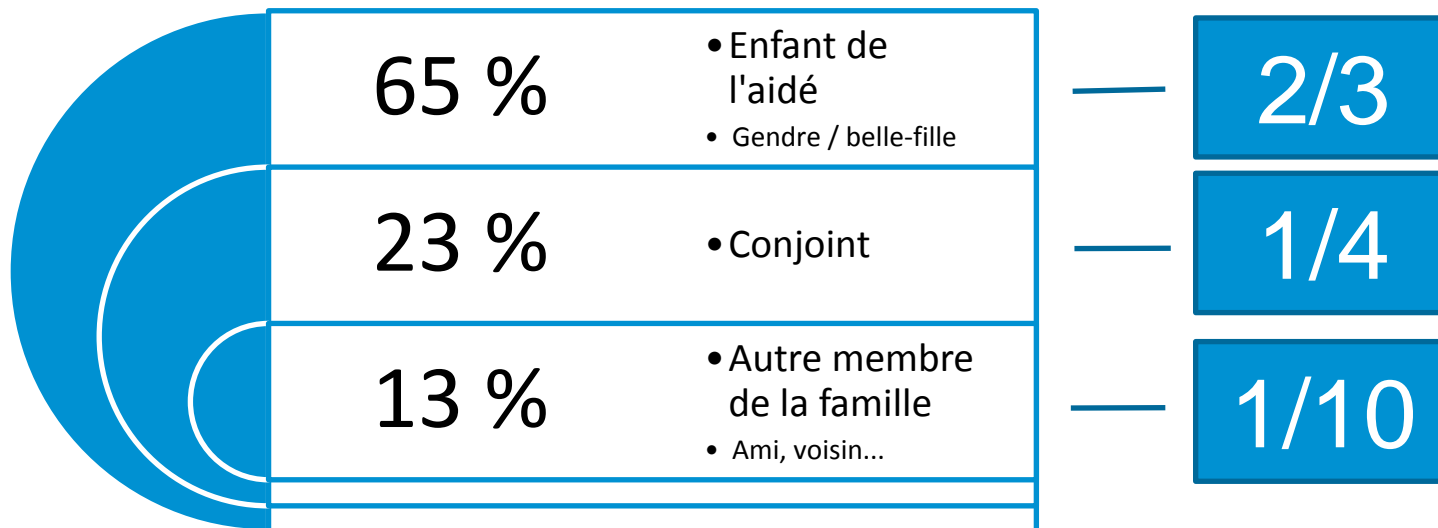 65 %
• Enfant de
l'aidé
• Gendre / belle-fille
2/3
23 %
• Conjoint
1/4
13 %
• Autre membre
de la famille
• Ami, voisin...
1/10